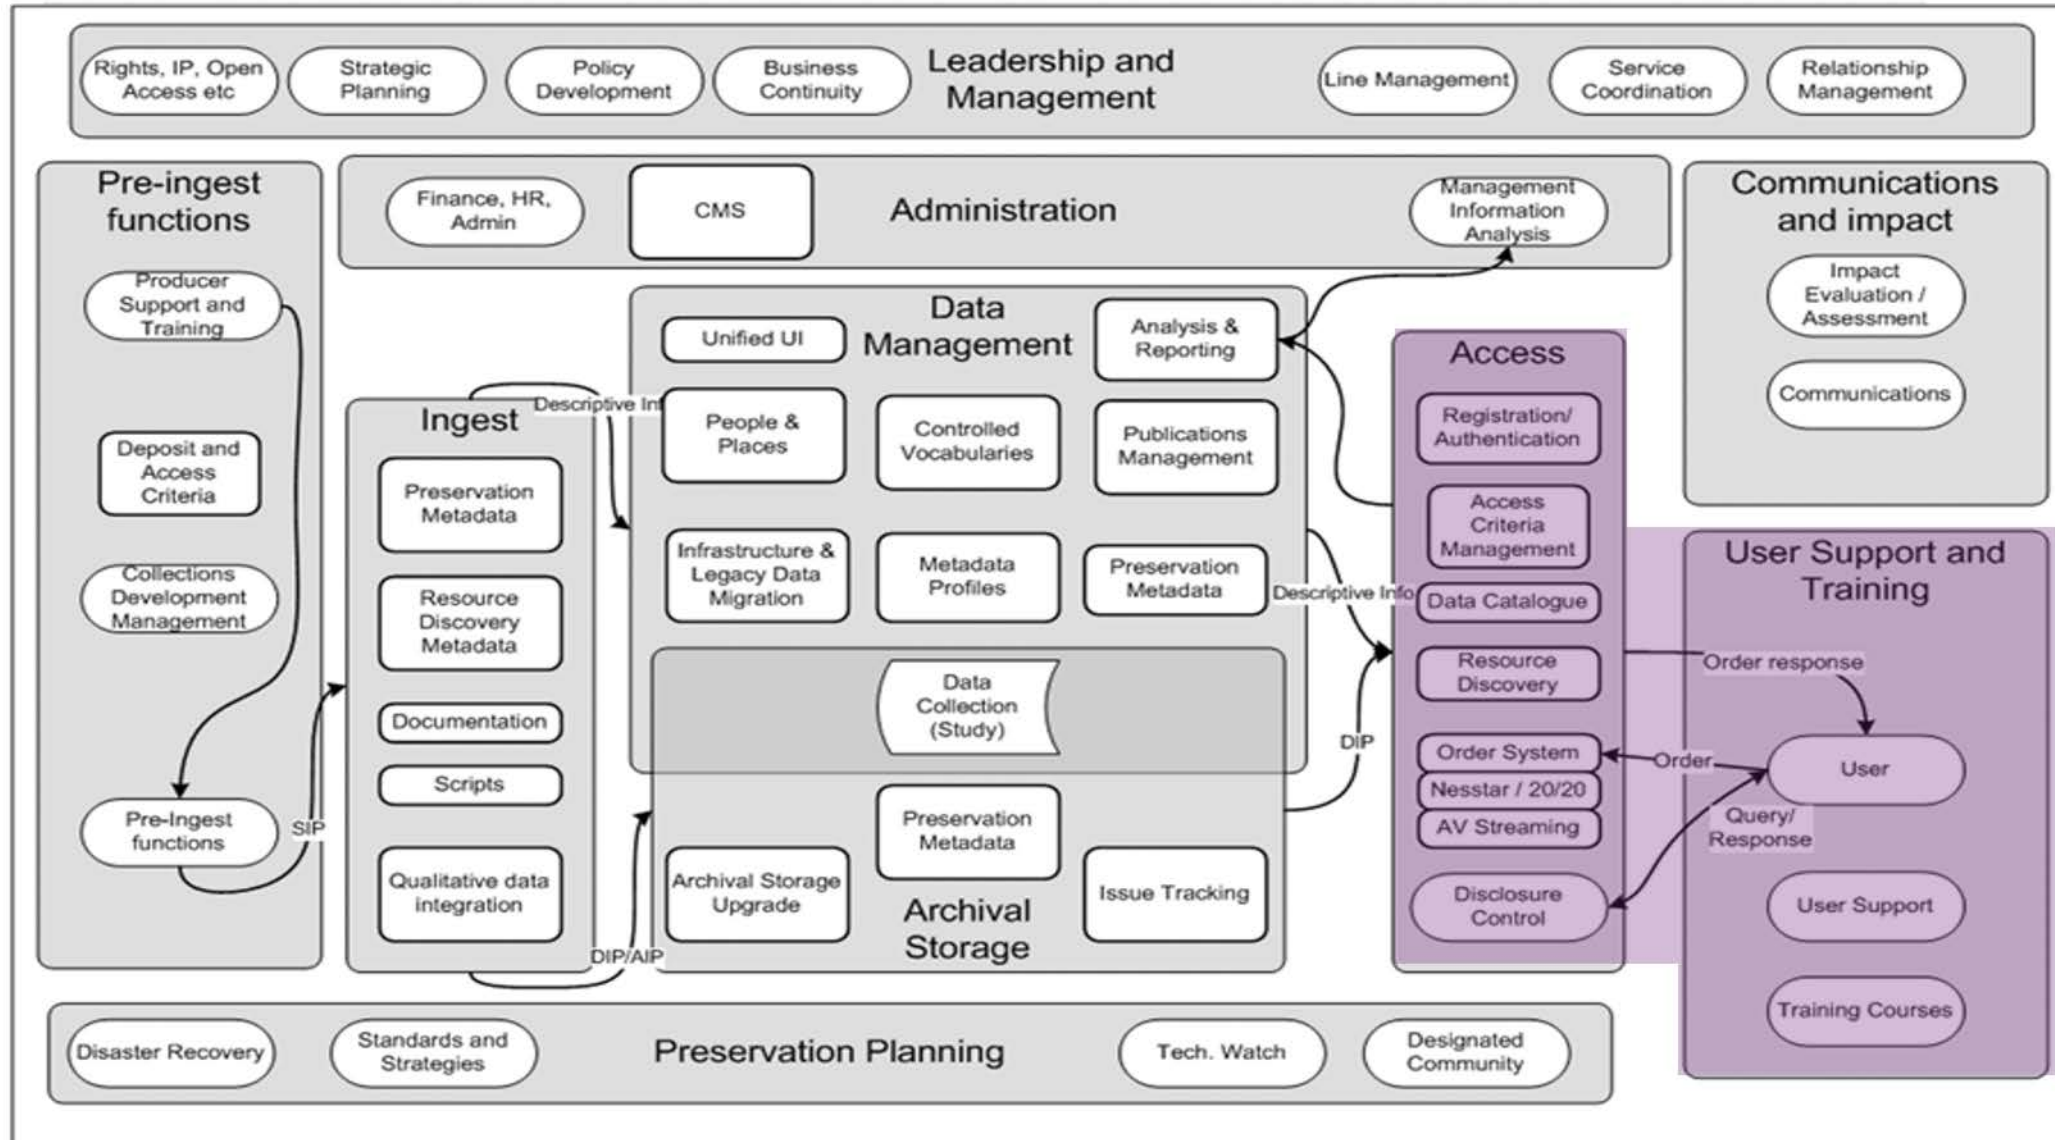 Rights, IP, Open
Access etc
Strategic
Planning
Policy
Development
Business
Continuity
Leadership and
Management
Line Management
Service
Coordination
Relationship
Management
Pre-ingest
functions
Producer
Support and
Training
Deposit and
Access
Criteria
Collections
Development
Management
Pre-Ingest
functions
SIP
Finance, HR,
Admin
CMS
Administration
Management
Information
Analysis
Communications
and impact
Impact
Evaluation /
Assessment
Communications
Ingest
Descriptive Inf
Preservation
Metadata
Resource
Discovery
Metadata
Documentation
Scripts
Qualitative data
integration
DIP/AIP
Data
Management
Unified UI
Analysis &
Reporting
People &
Places
Controlled
Vocabularies
Publications
Management
Infrastructure &
Legacy Data
Migration
Metadata
Profiles
Preservation
Metadata
Descriptive Info
Data
Collection
(Study)
DIP
Preservation
Metadata
Archival Storage
Upgrade
Archival
Storage
Issue Tracking
Access
Registration/
Authentication
Access
Criteria
Management
Data Catalogue
Resource
Discovery
Order System
Nesstar / 20/20
AV Streaming
Disclosure
Control
User Support and
Training
Order response
Order
User
Query/
Response
User Support
Training Courses
Disaster Recovery
Standards and
Strategies
Preservation Planning
Tech. Watch
Designated
Community